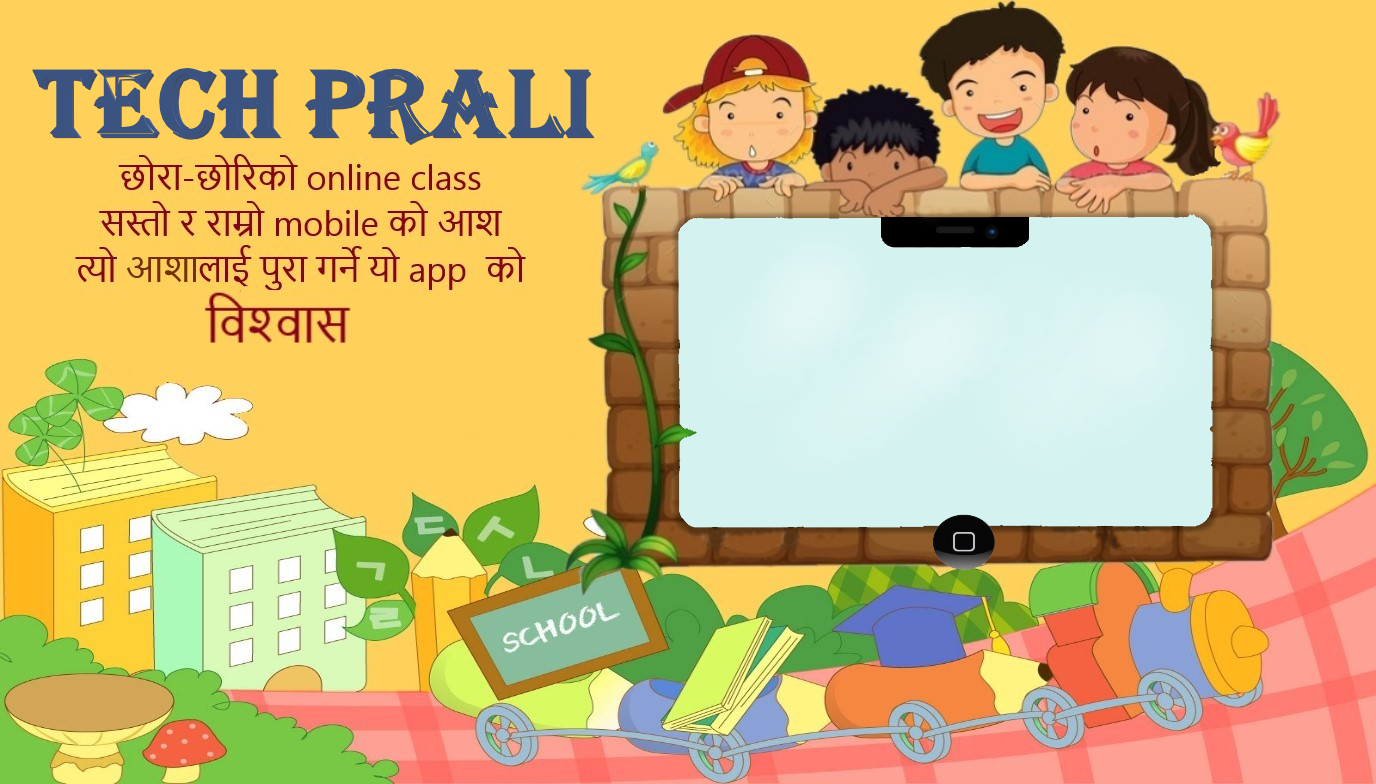 TECH PRALI
छोरा-छोरिको online class
सस्तो र राम्रो mobile को आश
त्यो आशालाई पुरा गर्ने यो app को
विश्वास
ㄷ
ㅅ
ㄱ
ㄴ
ㄹ
SCHOOL